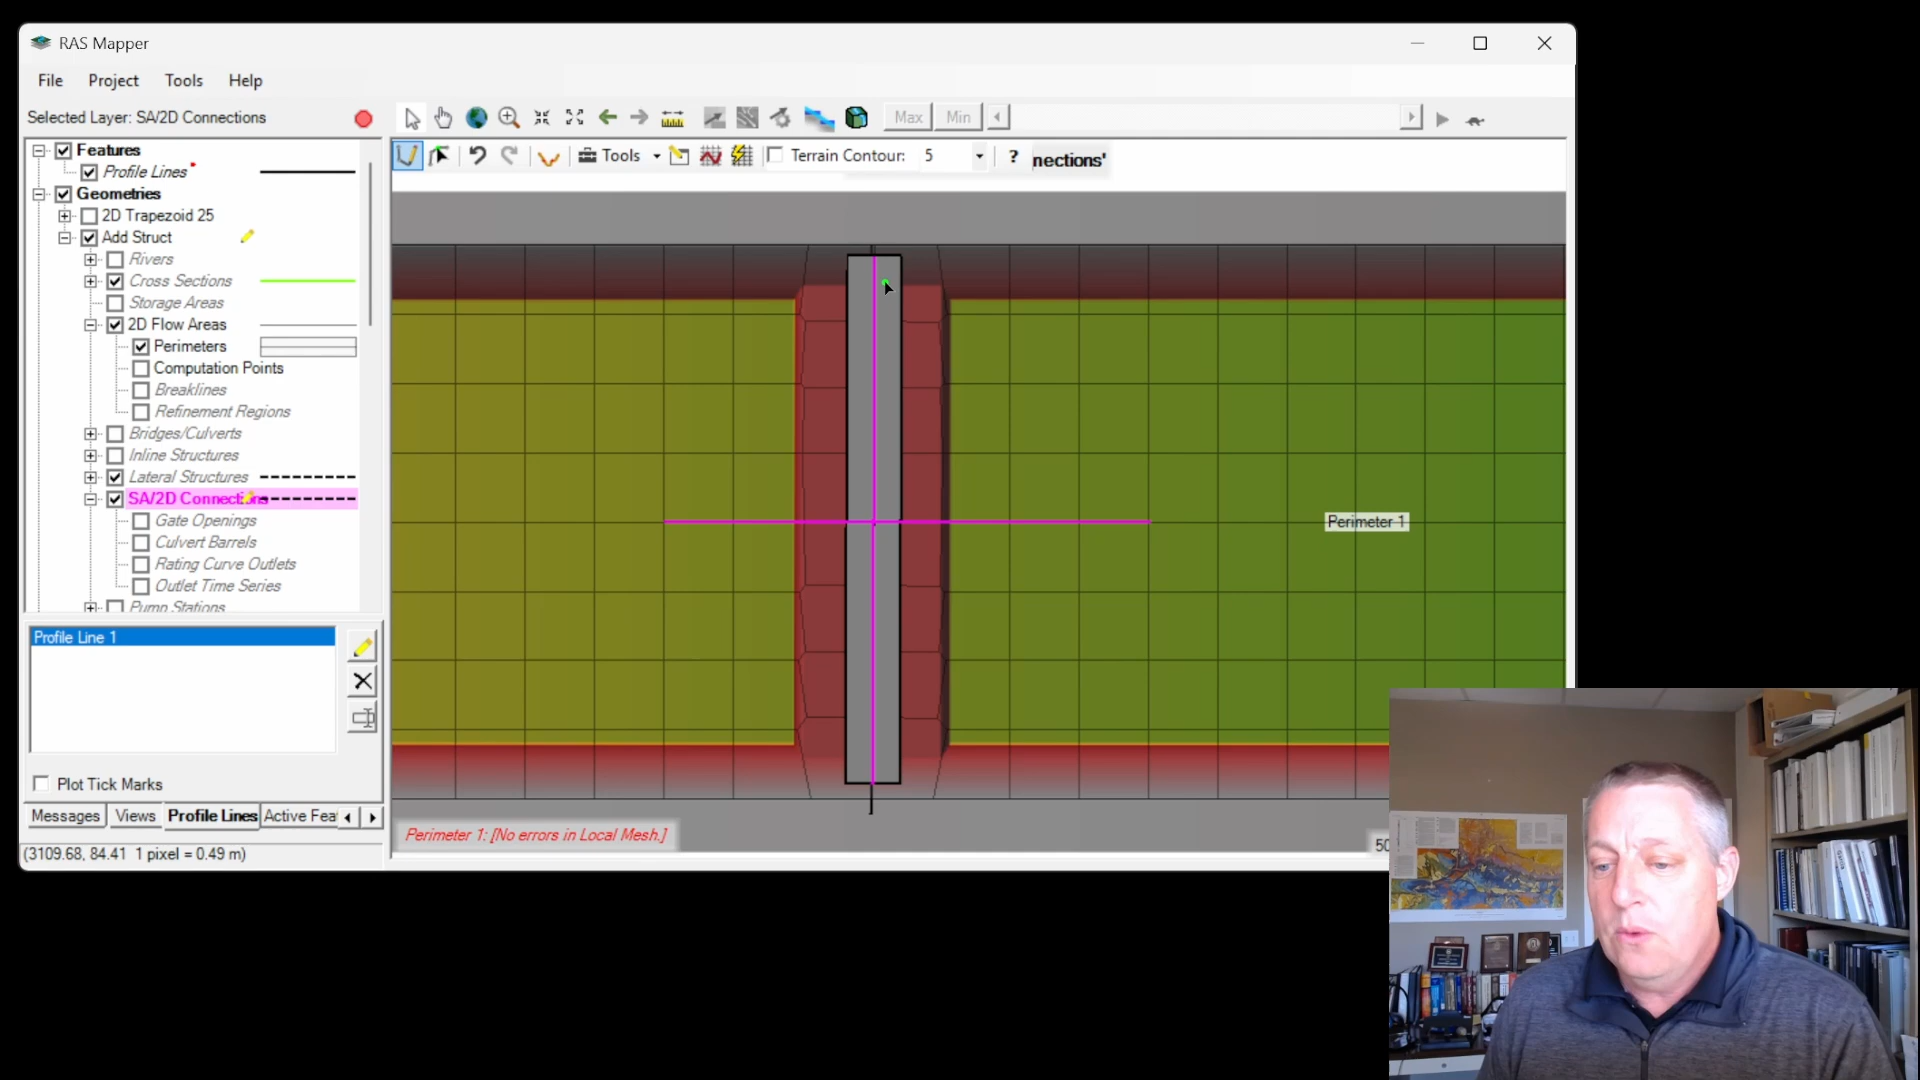 RAS Mapper
File Project Tools Help
Selected Layer: SA/2D Connections
Max Min
Tools Terrain Contour: 5 ? nections'
Features
Profile Lines
Geometries
2D Trapezoid 25
Add Struct
Rivers
Cross Sections
Storage Areas
2D Flow Areas
Perimeters
Computation Points
Breaklines
Refinement Regions
Bridges/Culverts
Inline Structures
Lateral Structures
SA/2D Connections
Gate Openings
Culvert Barrels
Rating Curve Outlets
Outlet Time Series
Pump Stations
Perimeter 1
Profile Line 1
Plot Tick Marks
Messages Views Profile Lines Active Fea
Perimeter 1: [No errors in Local Mesh.]
50
(3109.68, 84.41 1 pixel = 0.49 m)